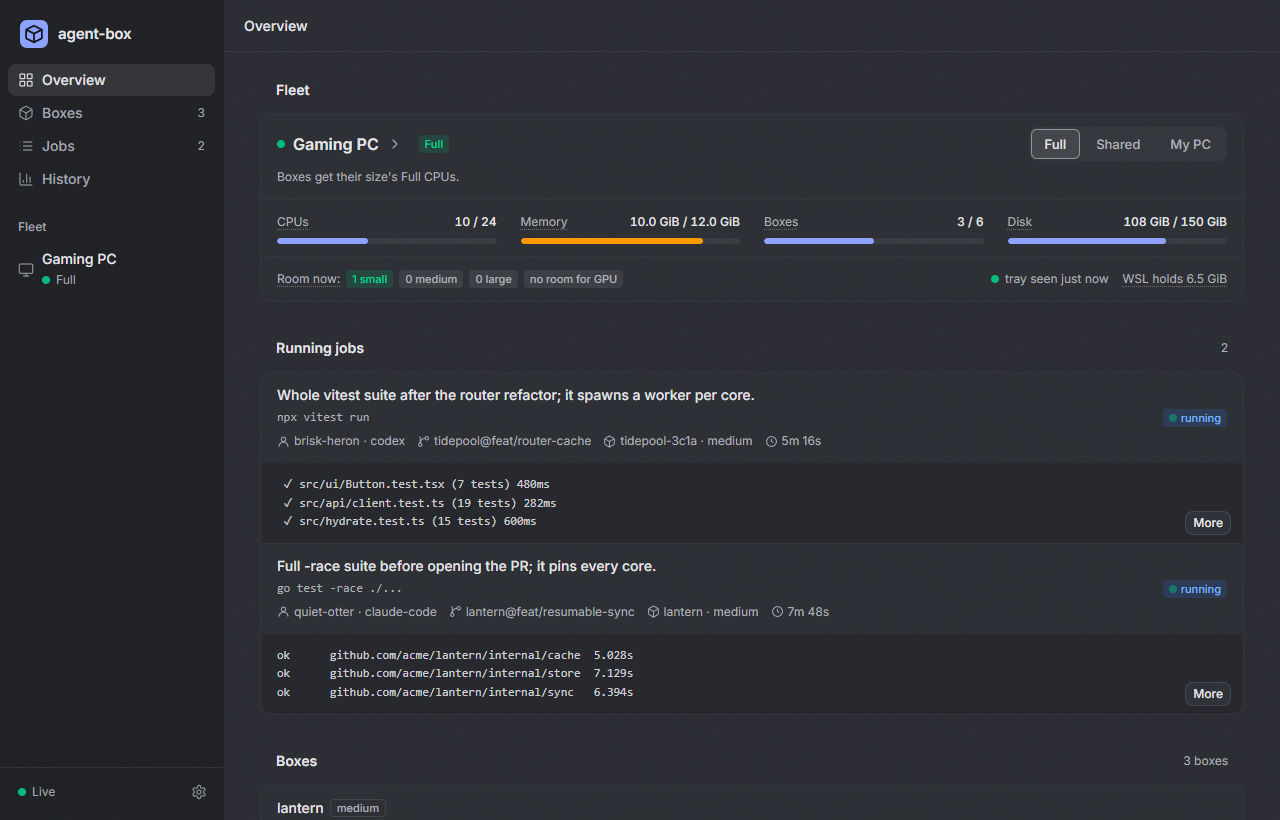 agent-box
Overview
Boxes 3
Jobs 2
History
Fleet
Gaming PC
Full
Live
Overview
Fleet
Gaming PC Full
Full Shared My PC
Boxes get their size's Full CPUs.
CPUs 10 / 24 Memory 10.0 GiB / 12.0 GiB Boxes 3 / 6 Disk 108 GiB / 150 GiB
Room now: 1 small 0 medium 0 large no room for GPU tray seen just now WSL holds 6.5 GiB
Running jobs 2
Whole vitest suite after the router refactor; it spawns a worker per core.
npx vitest run
running
brisk-heron · codex tidepool@feat/router-cache tidepool-3c1a · medium 5m 16s
✓ src/ui/Button.test.tsx (7 tests) 480ms
✓ src/api/client.test.ts (19 tests) 282ms
✓ src/hydrate.test.ts (15 tests) 600ms
More
Full -race suite before opening the PR; it pins every core.
go test -race ./...
running
quiet-otter · claude-code lantern@feat/resumable-sync lantern · medium 7m 48s
ok github.com/acme/lantern/internal/cache 5.028s
ok github.com/acme/lantern/internal/store 7.129s
ok github.com/acme/lantern/internal/sync 6.394s
More
Boxes 3 boxes
lantern medium